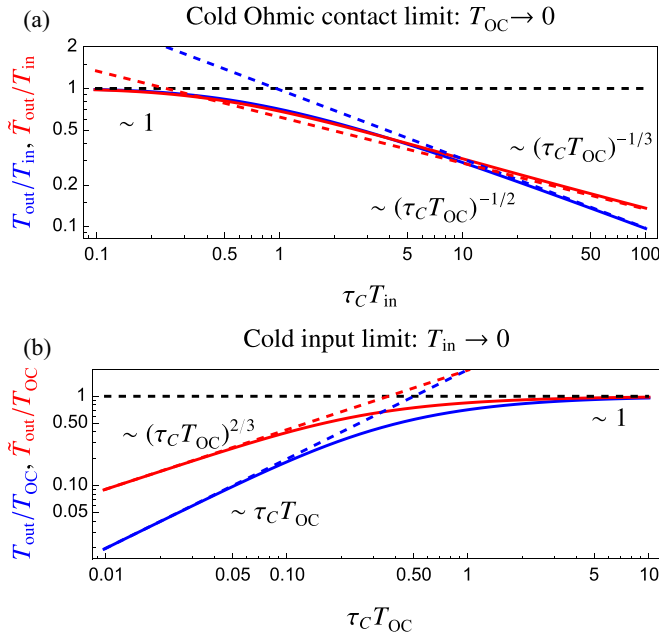 (a) Cold Ohmic contact limit: T_OC → 0
T_out/T_in, T̃_out/T_in
2
1
0.5
0.2
0.1
~ 1
~ (τ_C T_OC)^{-1/3}
~ (τ_C T_OC)^{-1/2}
0.1 0.5 1 5 10 50 100
τ_C T_in
(b) Cold input limit: T_in → 0
T_out/T_OC, T̃_out/T_OC
1
0.50
0.10
0.05
~ 1
~ (τ_C T_OC)^{2/3}
~ τ_C T_OC
0.01 0.05 0.10 0.50 1 5 10
τ_C T_OC